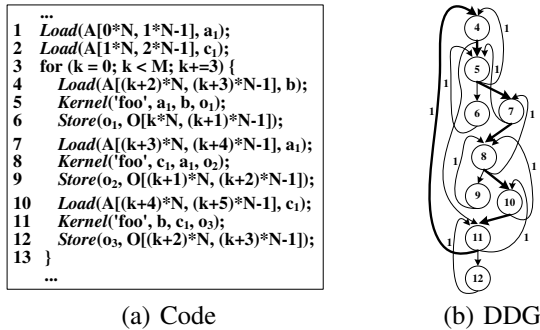 ...
1 Load(A[0*N, 1*N-1], a₁);
2 Load(A[1*N, 2*N-1], c₁);
3 for (k = 0; k < M; k+=3) {
4 Load(A[(k+2)*N, (k+3)*N-1], b);
5 Kernel('foo', a₁, b, o₁);
6 Store(o₁, O[k*N, (k+1)*N-1]);
7 Load(A[(k+3)*N, (k+4)*N-1], a₁);
8 Kernel('foo', c₁, a₁, o₂);
9 Store(o₂, O[(k+1)*N, (k+2)*N-1]);
10 Load(A[(k+4)*N, (k+5)*N-1], c₁);
11 Kernel('foo', b, c₁, o₃);
12 Store(o₃, O[(k+2)*N, (k+3)*N-1]);
13 }
...
(a) Code
4
1
5
1
1
6
7
1
8
1
9
10
11
1
1
12
(b) DDG